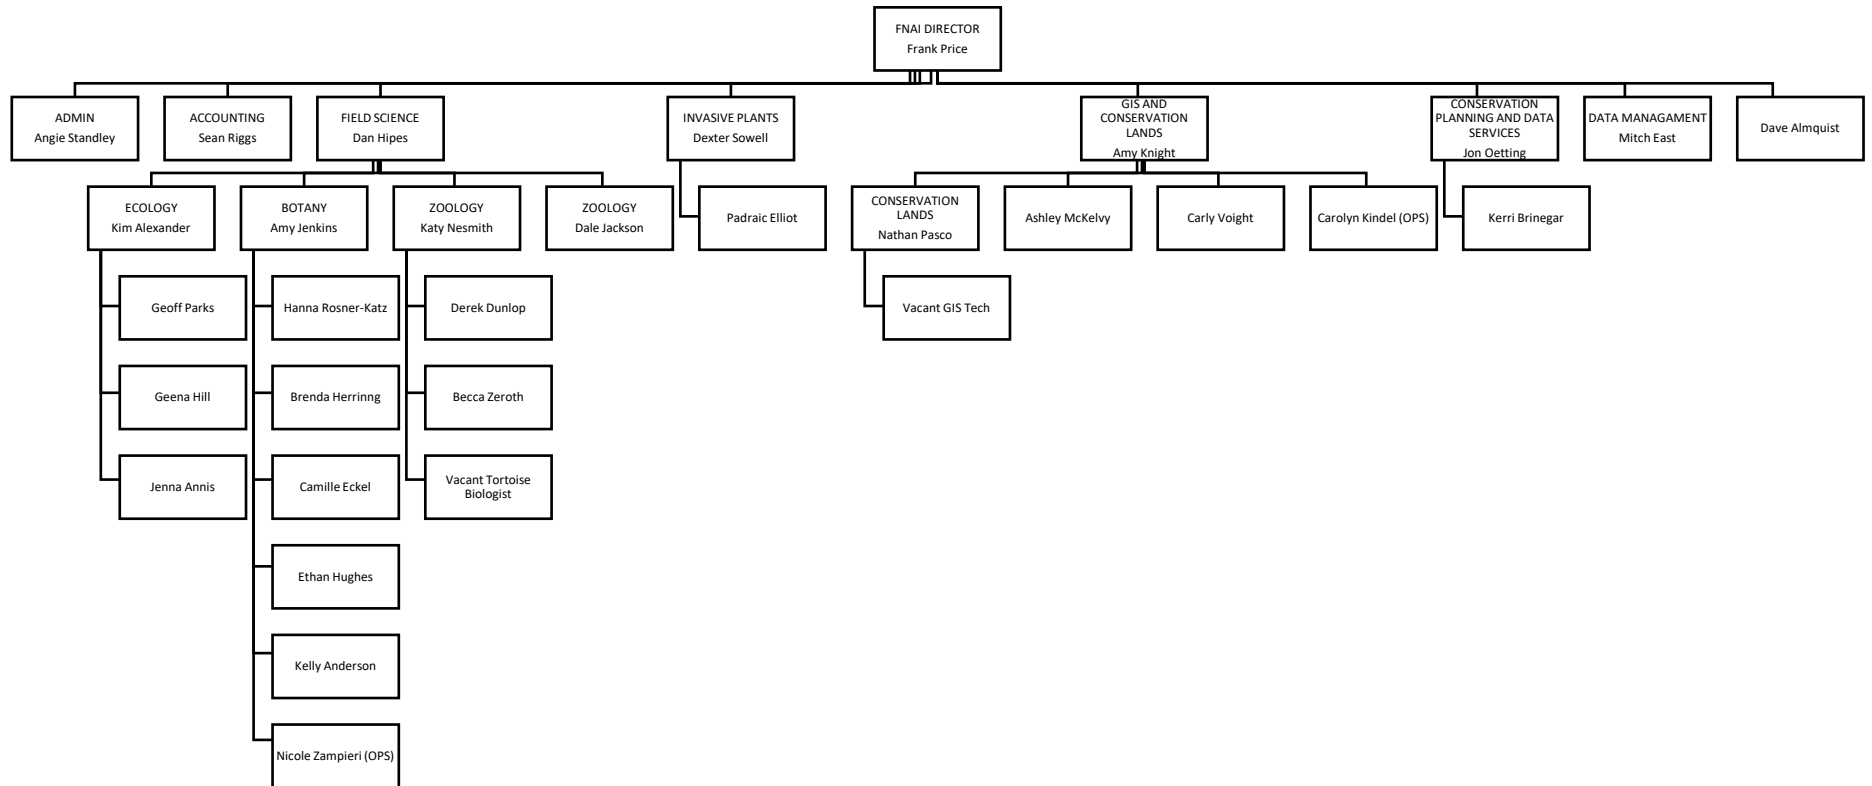 FNAI DIRECTOR
Frank Price
ADMIN
Angie Standley
ACCOUNTING
Sean Riggs
FIELD SCIENCE
Dan Hipes
INVASIVE PLANTS
Dexter Sowell
GIS AND
CONSERVATION
LANDS
Amy Knight
CONSERVATION
PLANNING AND DATA
SERVICES
Jon Oetting
DATA MANAGAMENT
Mitch East
Dave Almquist
ECOLOGY
Kim Alexander
BOTANY
Amy Jenkins
ZOOLOGY
Katy Nesmith
ZOOLOGY
Dale Jackson
Padraic Elliot
CONSERVATION
LANDS
Nathan Pasco
Ashley McKelvy
Carly Voight
Carolyn Kindel (OPS)
Kerri Brinegar
Geoff Parks
Hanna Rosner-Katz
Derek Dunlop
Vacant GIS Tech
Geena Hill
Brenda Herrinng
Becca Zeroth
Jenna Annis
Camille Eckel
Vacant Tortoise
Biologist
Ethan Hughes
Kelly Anderson
Nicole Zampieri (OPS)